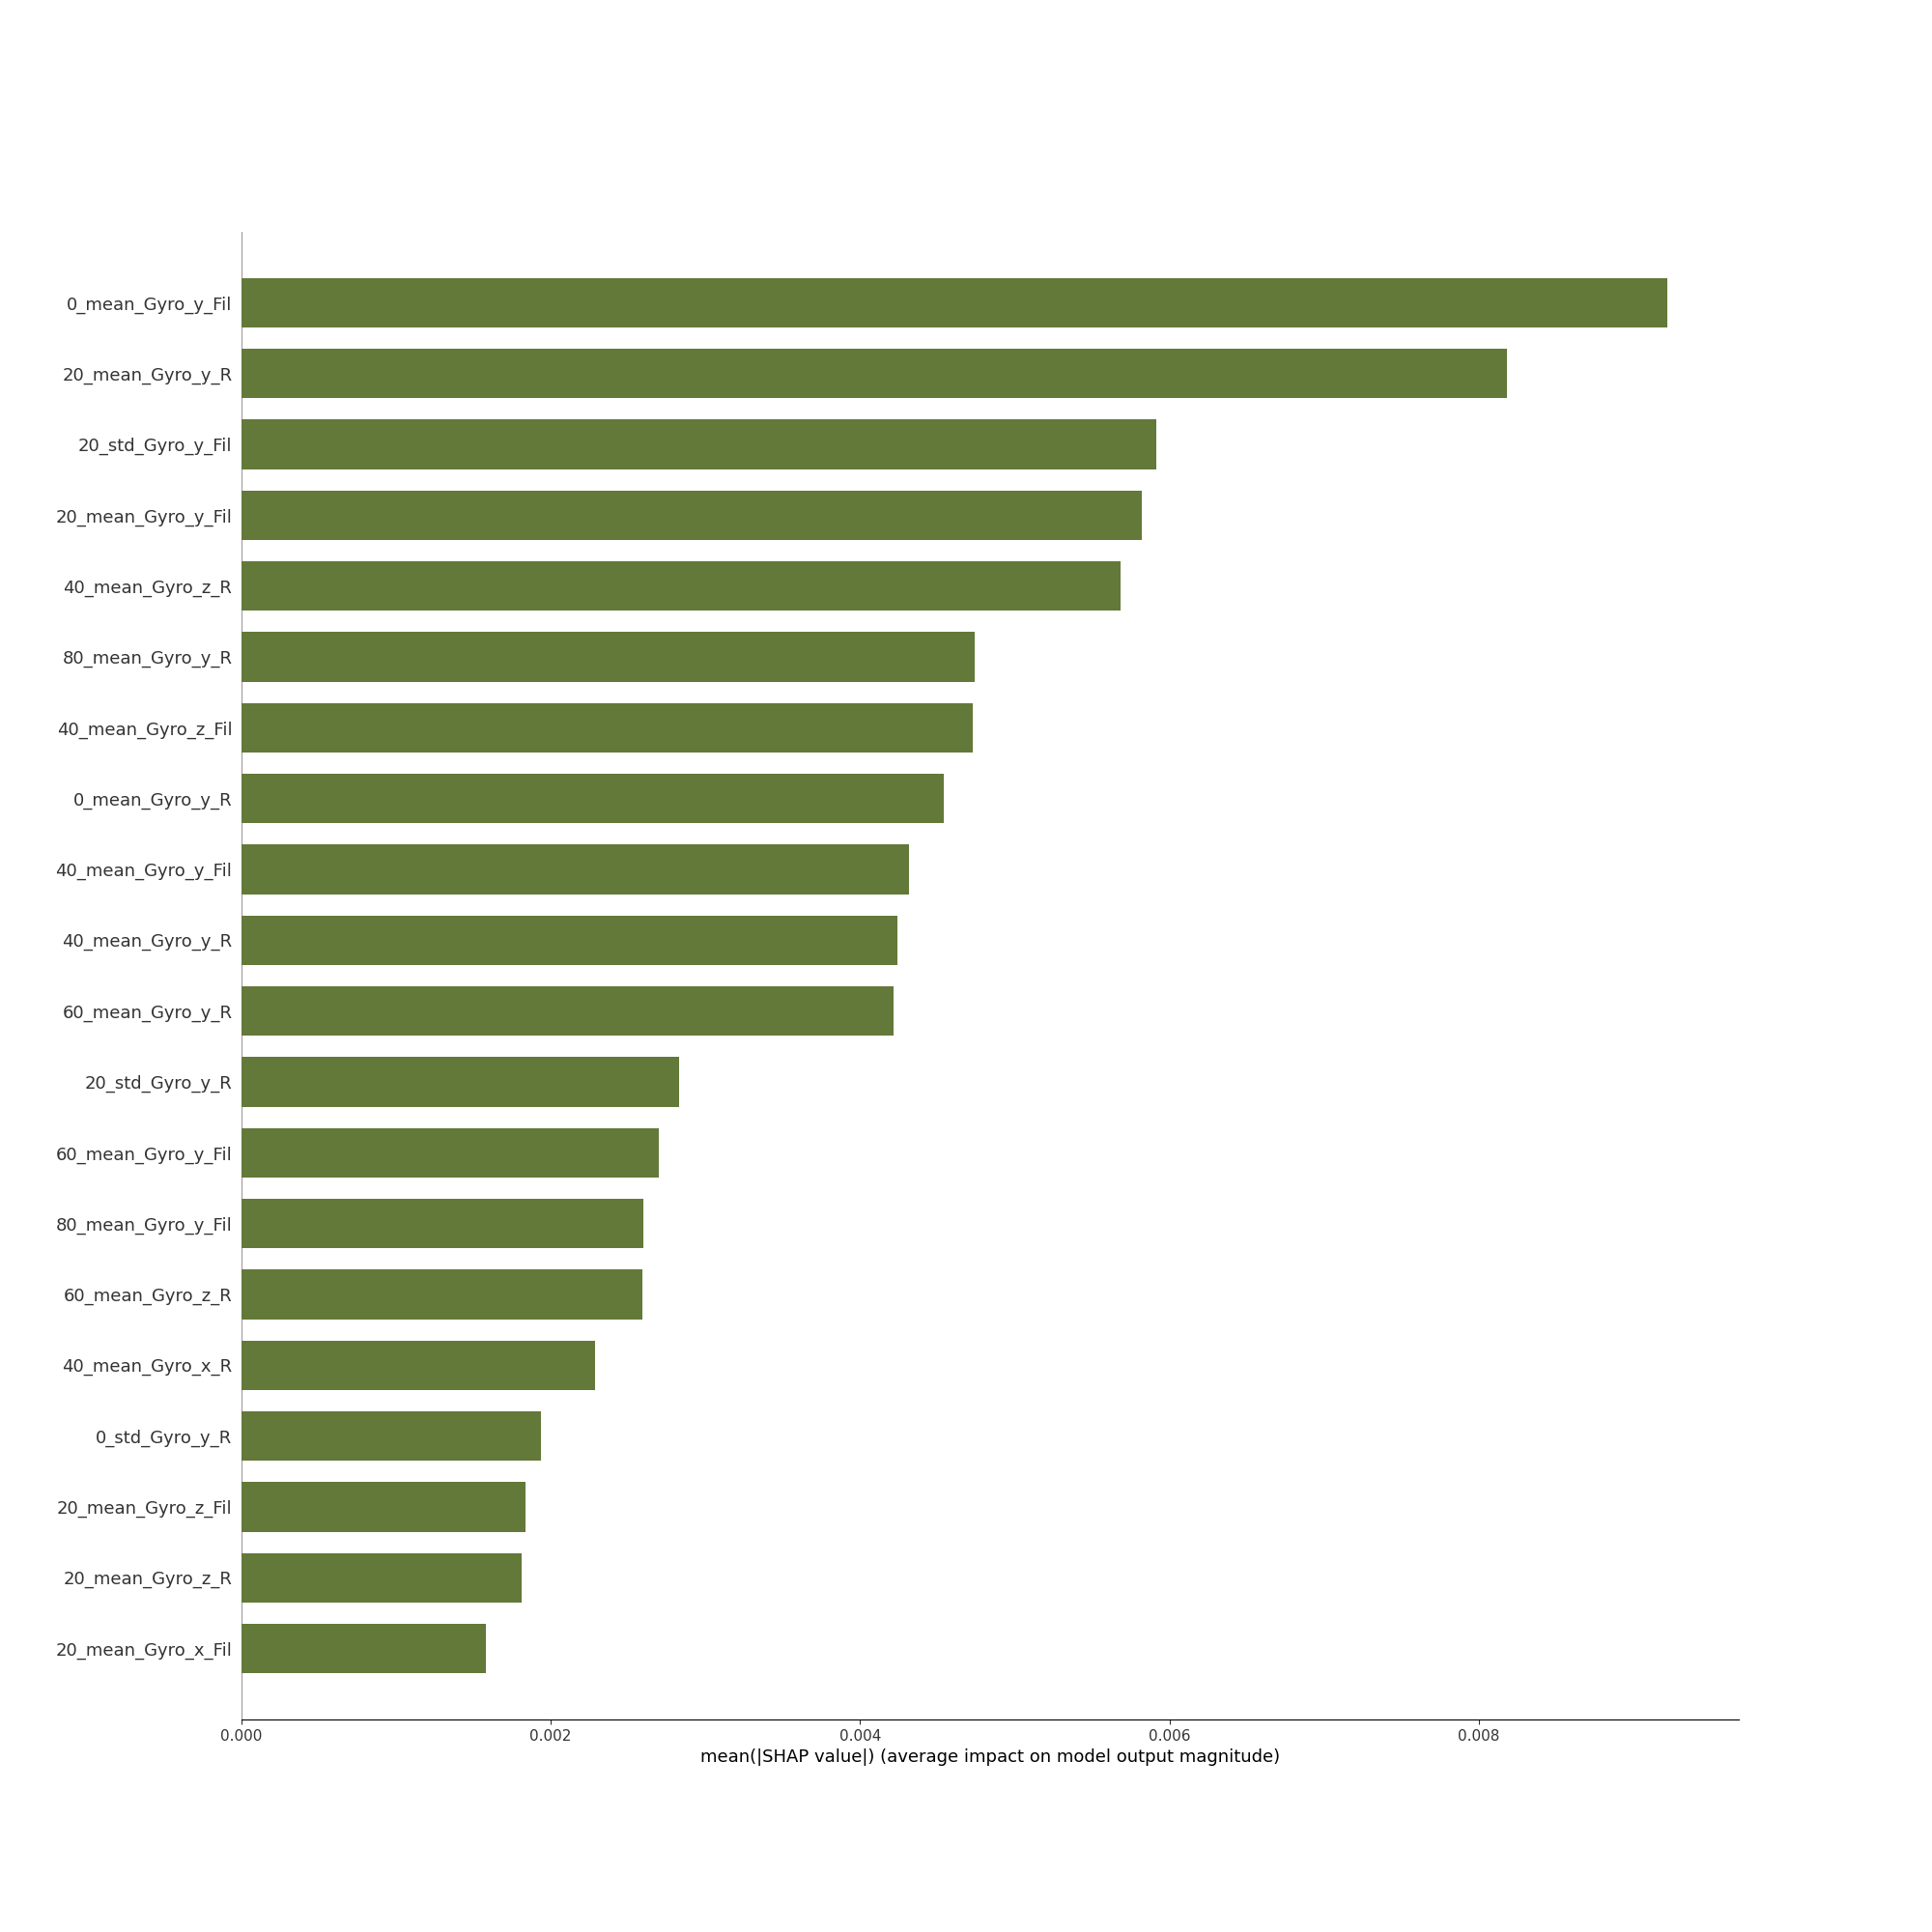 0_mean_Gyro_y_Fil
20_mean_Gyro_y_R
20_std_Gyro_y_Fil
20_mean_Gyro_y_Fil
40_mean_Gyro_z_R
80_mean_Gyro_y_R
40_mean_Gyro_z_Fil
0_mean_Gyro_y_R
40_mean_Gyro_y_Fil
40_mean_Gyro_y_R
60_mean_Gyro_y_R
20_std_Gyro_y_R
60_mean_Gyro_y_Fil
80_mean_Gyro_y_Fil
60_mean_Gyro_z_R
40_mean_Gyro_x_R
0_std_Gyro_y_R
20_mean_Gyro_z_Fil
20_mean_Gyro_z_R
20_mean_Gyro_x_Fil
0.000 0.002 0.004 0.006 0.008
mean(|SHAP value|) (average impact on model output magnitude)